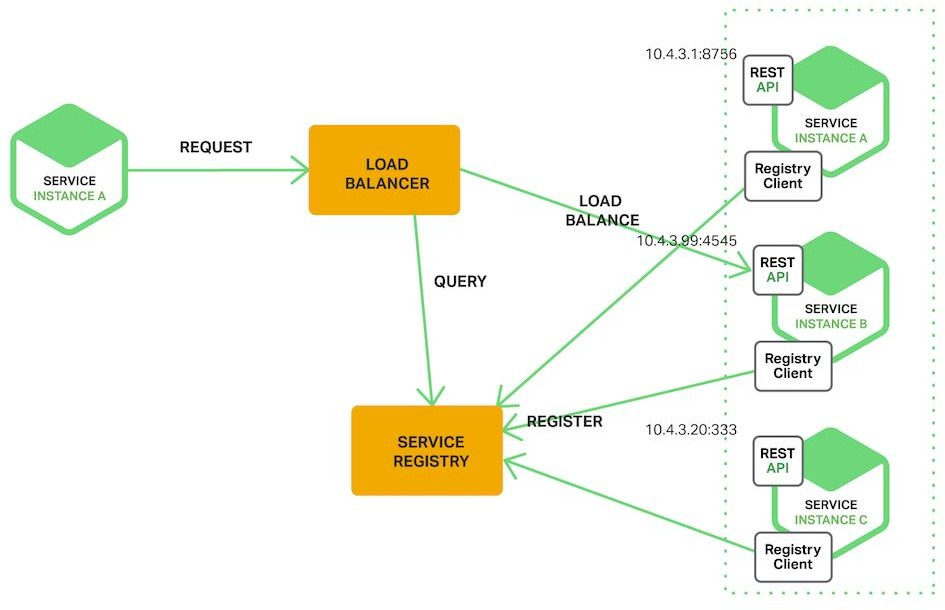 SERVICE
INSTANCE A
REQUEST
LOAD
BALANCER
QUERY
LOAD
BALANCE
SERVICE
REGISTRY
REGISTER
10.4.3.1:8756
REST
API
SERVICE
INSTANCE A
Registry
Client
10.4.3.99:4545
REST
API
SERVICE
INSTANCE B
Registry
Client
10.4.3.20:333
REST
API
SERVICE
INSTANCE C
Registry
Client